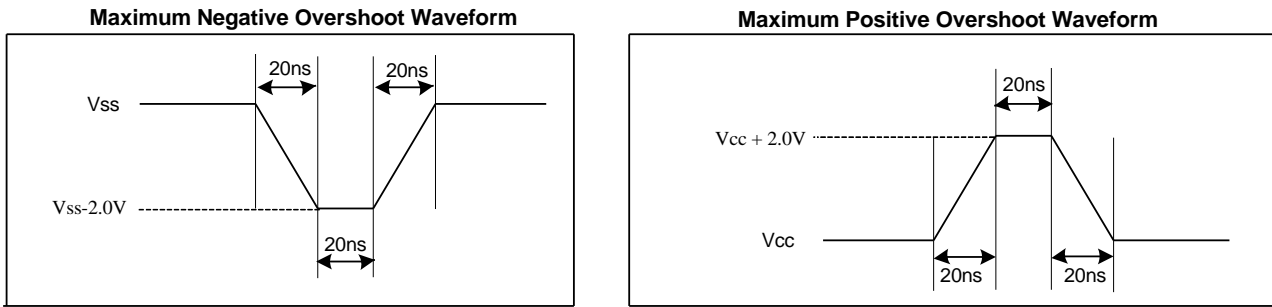 Maximum Negative Overshoot Waveform
20ns
20ns
Vss
Vss-2.0V
20ns
Maximum Positive Overshoot Waveform
20ns
Vcc + 2.0V
Vcc
20ns
20ns